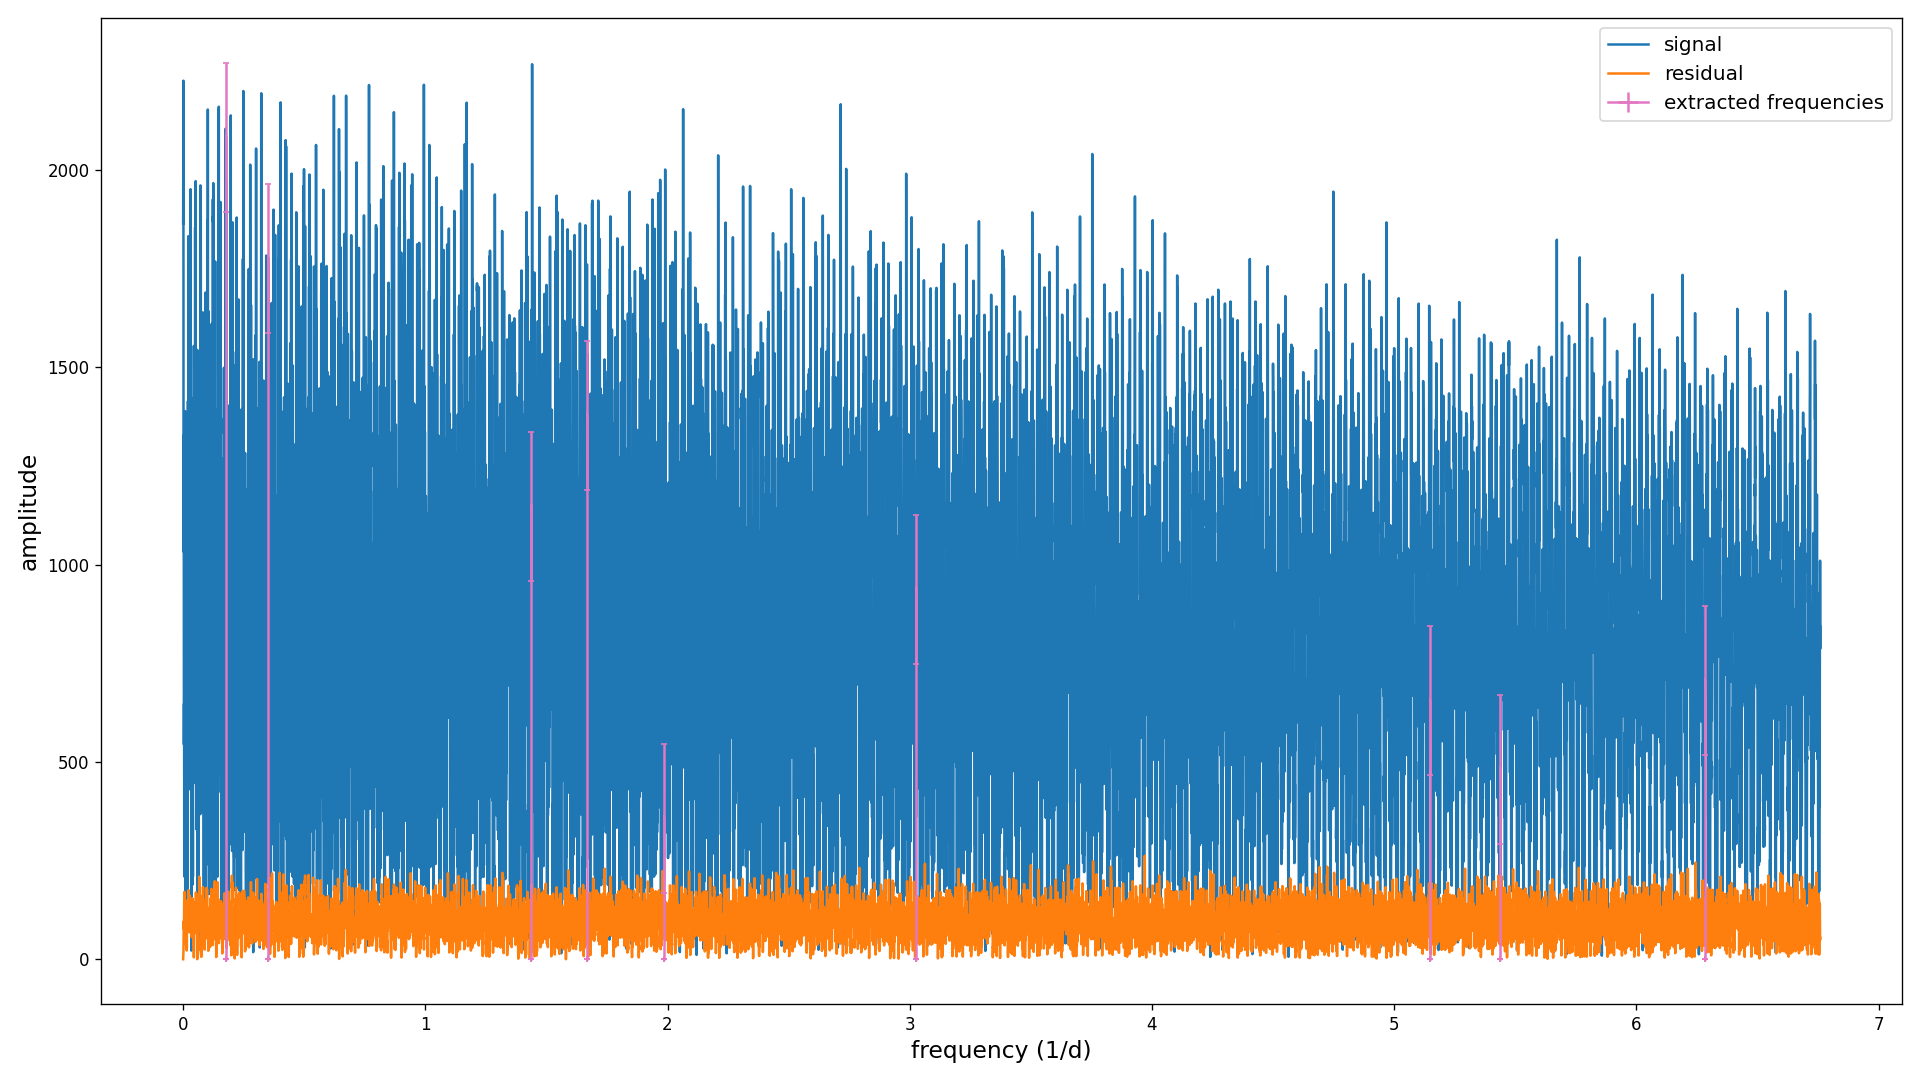 signal
residual
extracted frequencies
amplitude
2000
1500
1000
500
0
0 1 2 3 4 5 6 7
frequency (1/d)